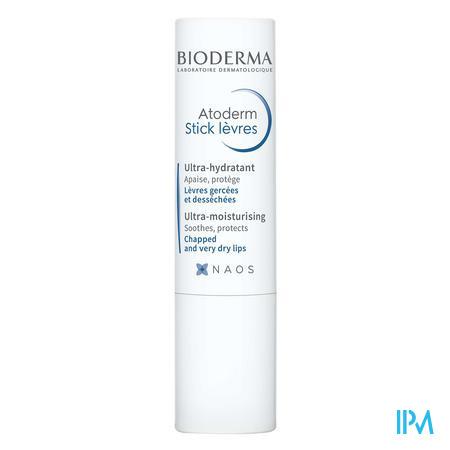 BIODERMA
LABORATOIRE DERMATOLOGIQUE
Atoderm
Stick lèvres
Ultra-hydratant
Apaise, protège
Lèvres gercées
et desséchées
Ultra-moisturising
Soothes, protects
Chapped
and very dry lips
NAOS
IPM